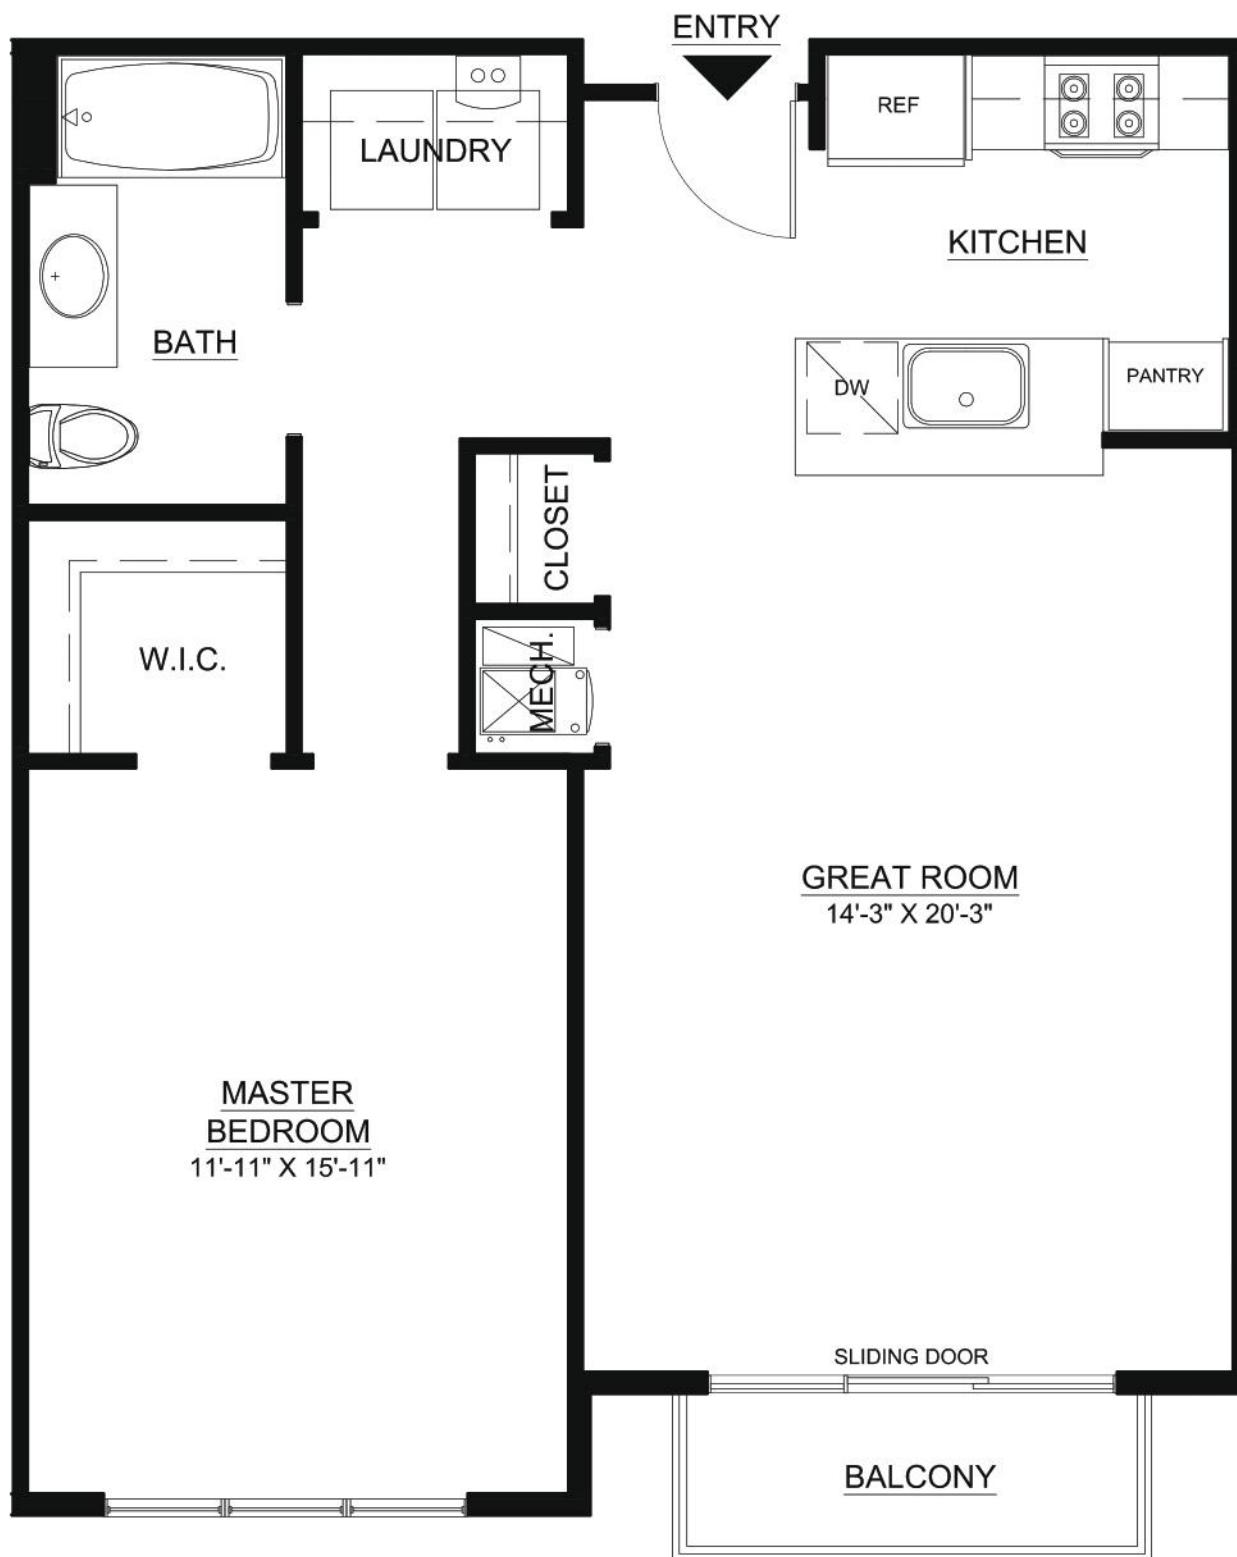 ENTRY
REF
LAUNDRY
KITCHEN
BATH
DW
PANTRY
CLOSET
W.I.C.
MECH.
GREAT ROOM
14'-3" X 20'-3"
MASTER
BEDROOM
11'-11" X 15'-11"
SLIDING DOOR
BALCONY